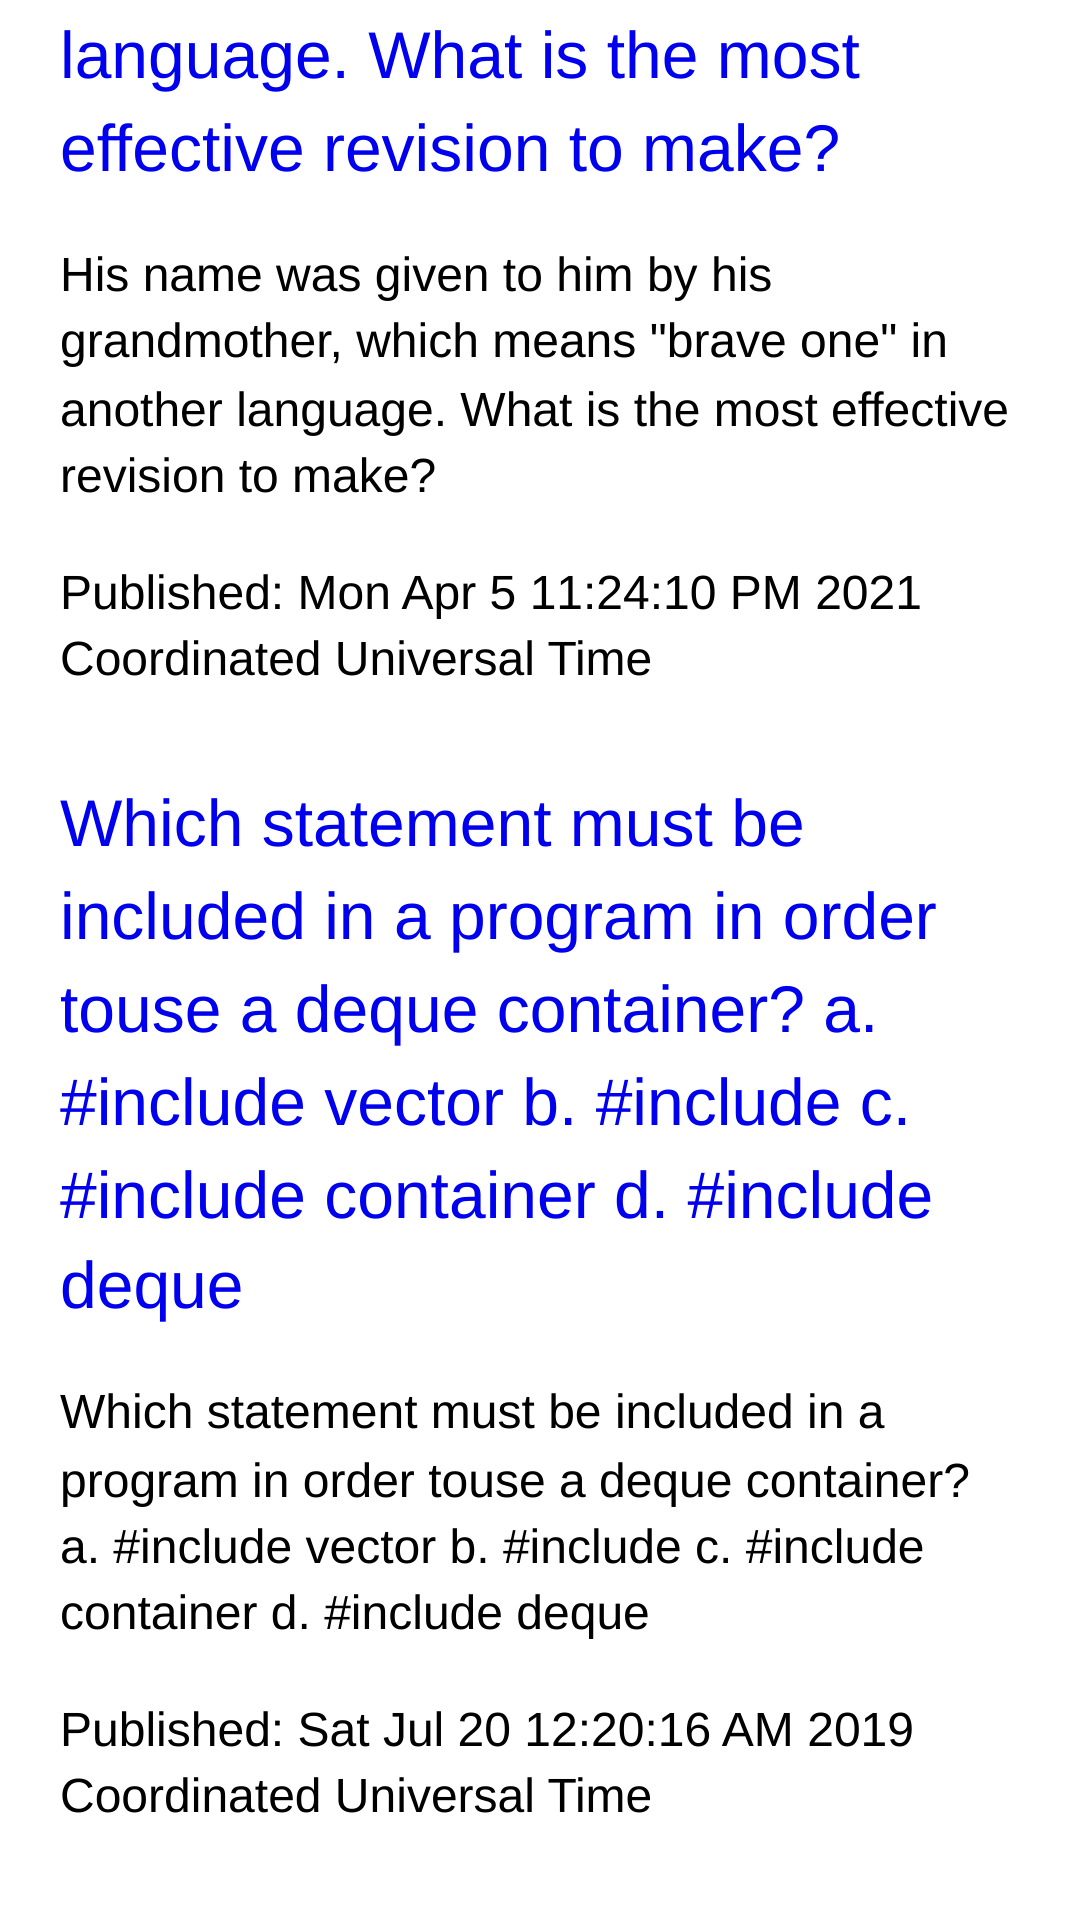 language. What is the most
effective revision to make?
His name was given to him by his
grandmother, which means "brave one" in
another language. What is the most effective
revision to make?
Published: Mon Apr 5 11:24:10 PM 2021
Coordinated Universal Time
Which statement must be
included in a program in order
touse a deque container? a.
#include vector b. #include c.
#include container d. #include
deque
Which statement must be included in a
program in order touse a deque container?
a. #include vector b. #include c. #include
container d. #include deque
Published: Sat Jul 20 12:20:16 AM 2019
Coordinated Universal Time